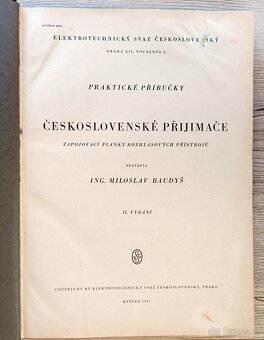 ELEKTROTECHNICKÝ SVAZ ČESKOSLOVENSKÝ
PRAHA XII, VOCELOVA 3.
PRAKTICKÉ PŘÍRUČKY
ČESKOSLOVENSKÉ PŘIJIMAČE
ZAPOJOVACÍ PLÁNKY ROZHLASOVÝCH PŘÍSTROJŮ
SESTAVIL
ING. MILOSLAV BAUDYŠ
II. VYDÁNÍ
COPYRIGHT BY ELEKTROTECHNICKÝ SVAZ ČESKOSLOVENSKÝ, PRAHA
KVĚTEN 1947